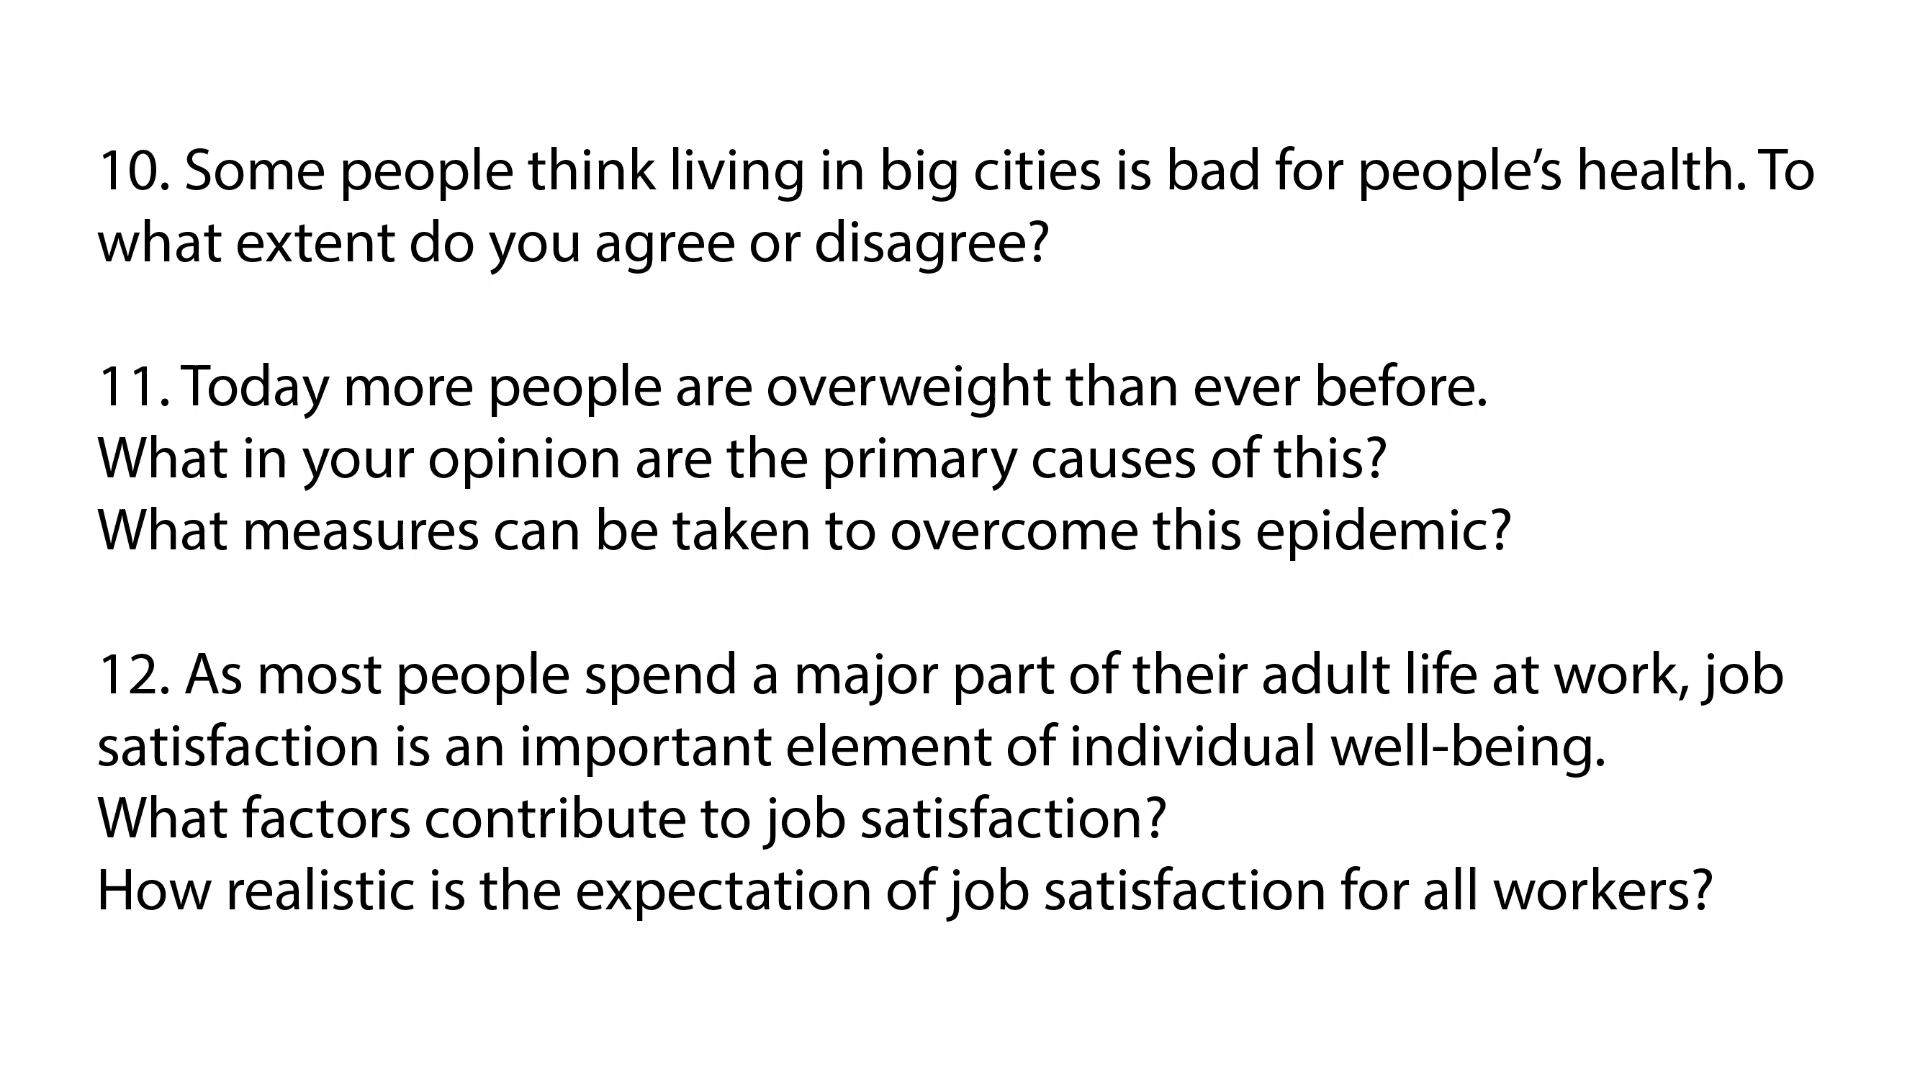 10. Some people think living in big cities is bad for people’s health. To
what extent do you agree or disagree?
11. Today more people are overweight than ever before.
What in your opinion are the primary causes of this?
What measures can be taken to overcome this epidemic?
12. As most people spend a major part of their adult life at work, job
satisfaction is an important element of individual well-being.
What factors contribute to job satisfaction?
How realistic is the expectation of job satisfaction for all workers?